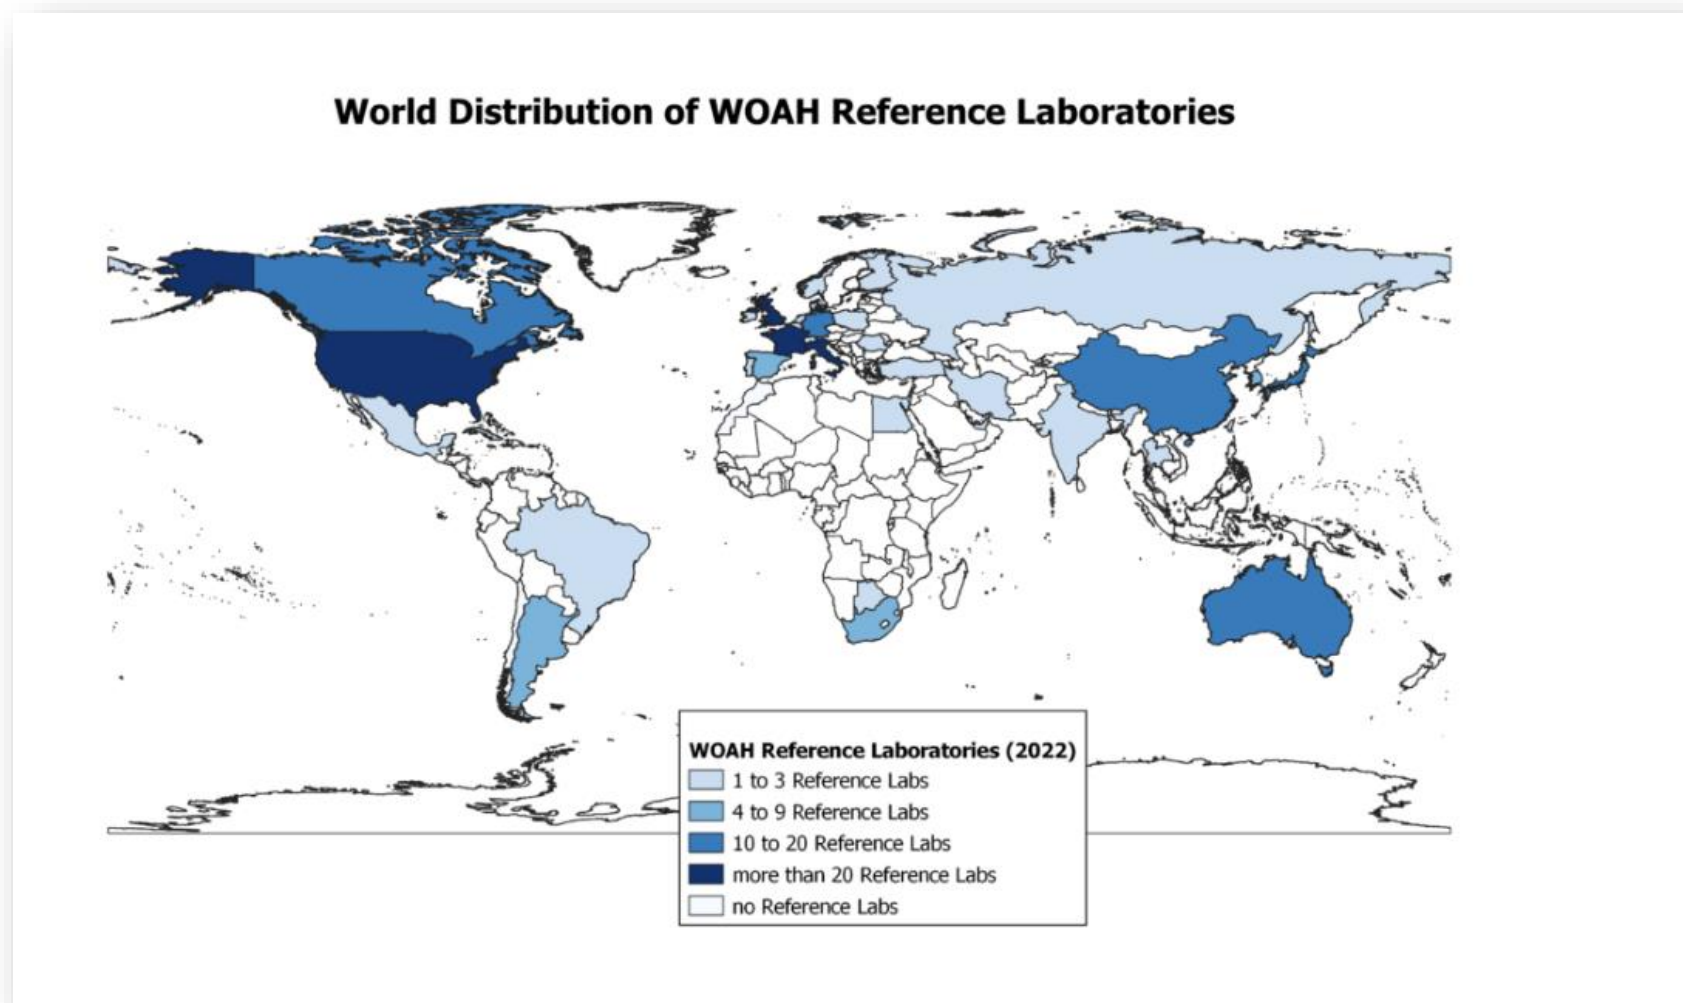 World Distribution of WOAH Reference Laboratories
WOAH Reference Laboratories (2022)
1 to 3 Reference Labs
4 to 9 Reference Labs
10 to 20 Reference Labs
more than 20 Reference Labs
no Reference Labs